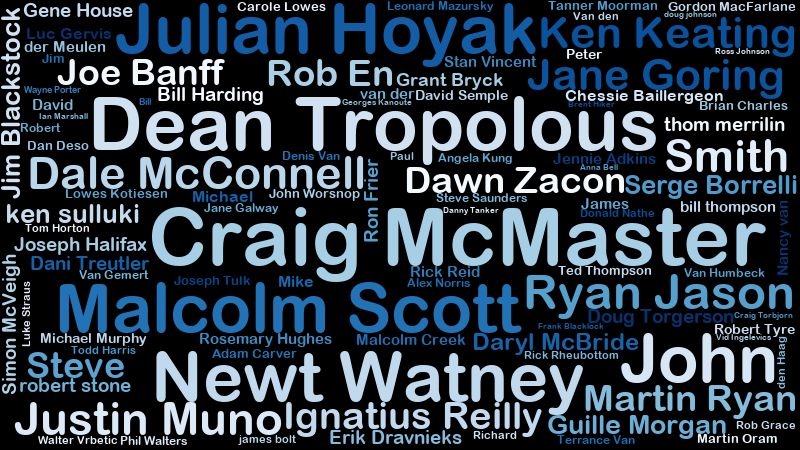 Gene House
Carole Lowes
Leonard Mazursky
Tanner Moorman
Gordon MacFarlane
Luc Gervis
Julian Hoyak
Van den
doug johnson
Ken Keating
der Meulen
Stan Vincent
Peter
Ross Johnson
Jim
Joe Banff
Rob En
Grant Bryck
Jane Goring
Jim Blackstock
Wayne Porter
Bill Harding
van der
David Semple
Chessie Baillergeon
David
Bill
Georges Kanoute
Brent Hiker
Brian Charles
Ian Marshall
Dean Tropolous
thom merrilin
Robert
Dan Deso
Denis Van
Paul
Angela Kung
Jennie Adkins
Smith
Dale McConnell
Anna Bell
Dawn Zacon
Serge Borrelli
Lowes Kotiesen
Michael
John Worsnop
Ron Frier
Steve Saunders
James
ken sulluki
Jane Galway
Danny Tanker
Donald Nathe
bill thompson
Tom Horton
Craig McMaster
Nancy van
Joseph Halifax
Dani Treutler
Rick Reid
Ted Thompson
Van Humbeck
Van Gemert
Joseph Tulk
Mike
Alex Norris
Simon McVeigh
Luke Straus
Malcolm Scott
Ryan Jason
Doug Torgerson
Craig Torbjorn
Frank Blacklock
Robert Tyre
Michael Murphy
Rosemary Hughes
Malcolm Creek
Daryl McBride
Vid Ingelevics
Todd Harris
Adam Carver
Rick Rheubottom
John
den Haag
Steve
Newt Watney
robert stone
Martin Ryan
Justin Muno
Ignatius Reilly
Guille Morgan
Rob Grace
Walter Vrbetic
Phil Walters
james bolt
Erik Dravnieks
Richard
Terrance Van
Martin Oram